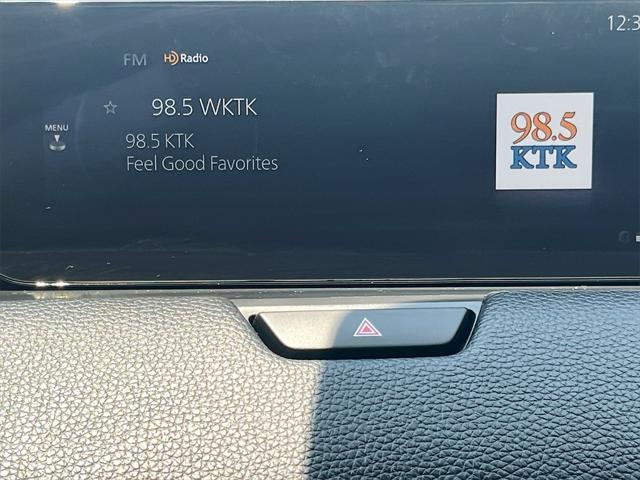 12:3
FM HD Radio
98.5 WKTK
MENU
98.5 KTK
Feel Good Favorites
98.5
KTK